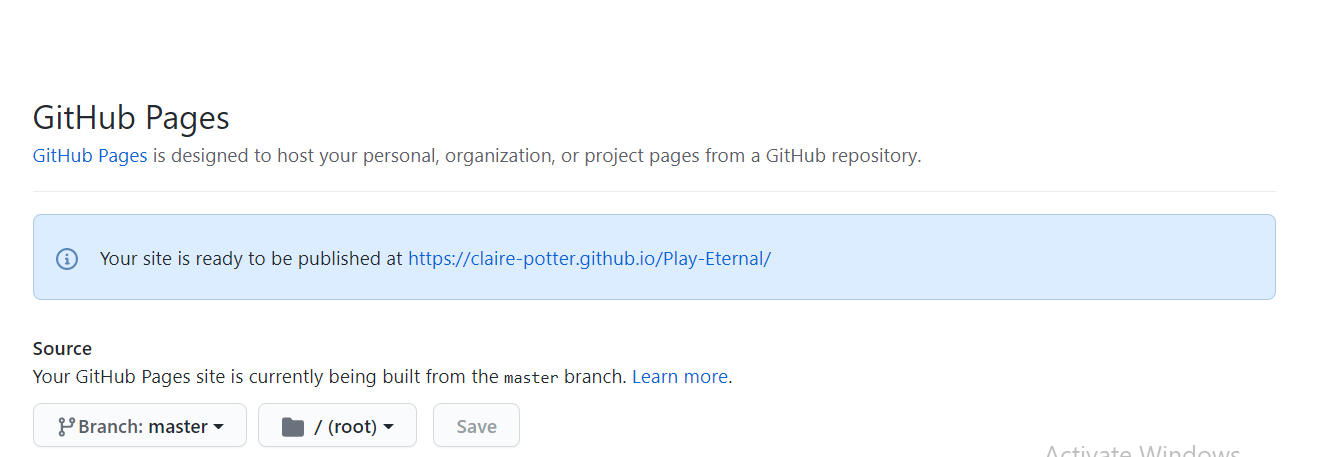 GitHub Pages
GitHub Pages is designed to host your personal, organization, or project pages from a GitHub repository.
Your site is ready to be published at https://claire-potter.github.io/Play-Eternal/
Source
Your GitHub Pages site is currently being built from the master branch. Learn more.
Branch: master / (root) Save
Activate Windows